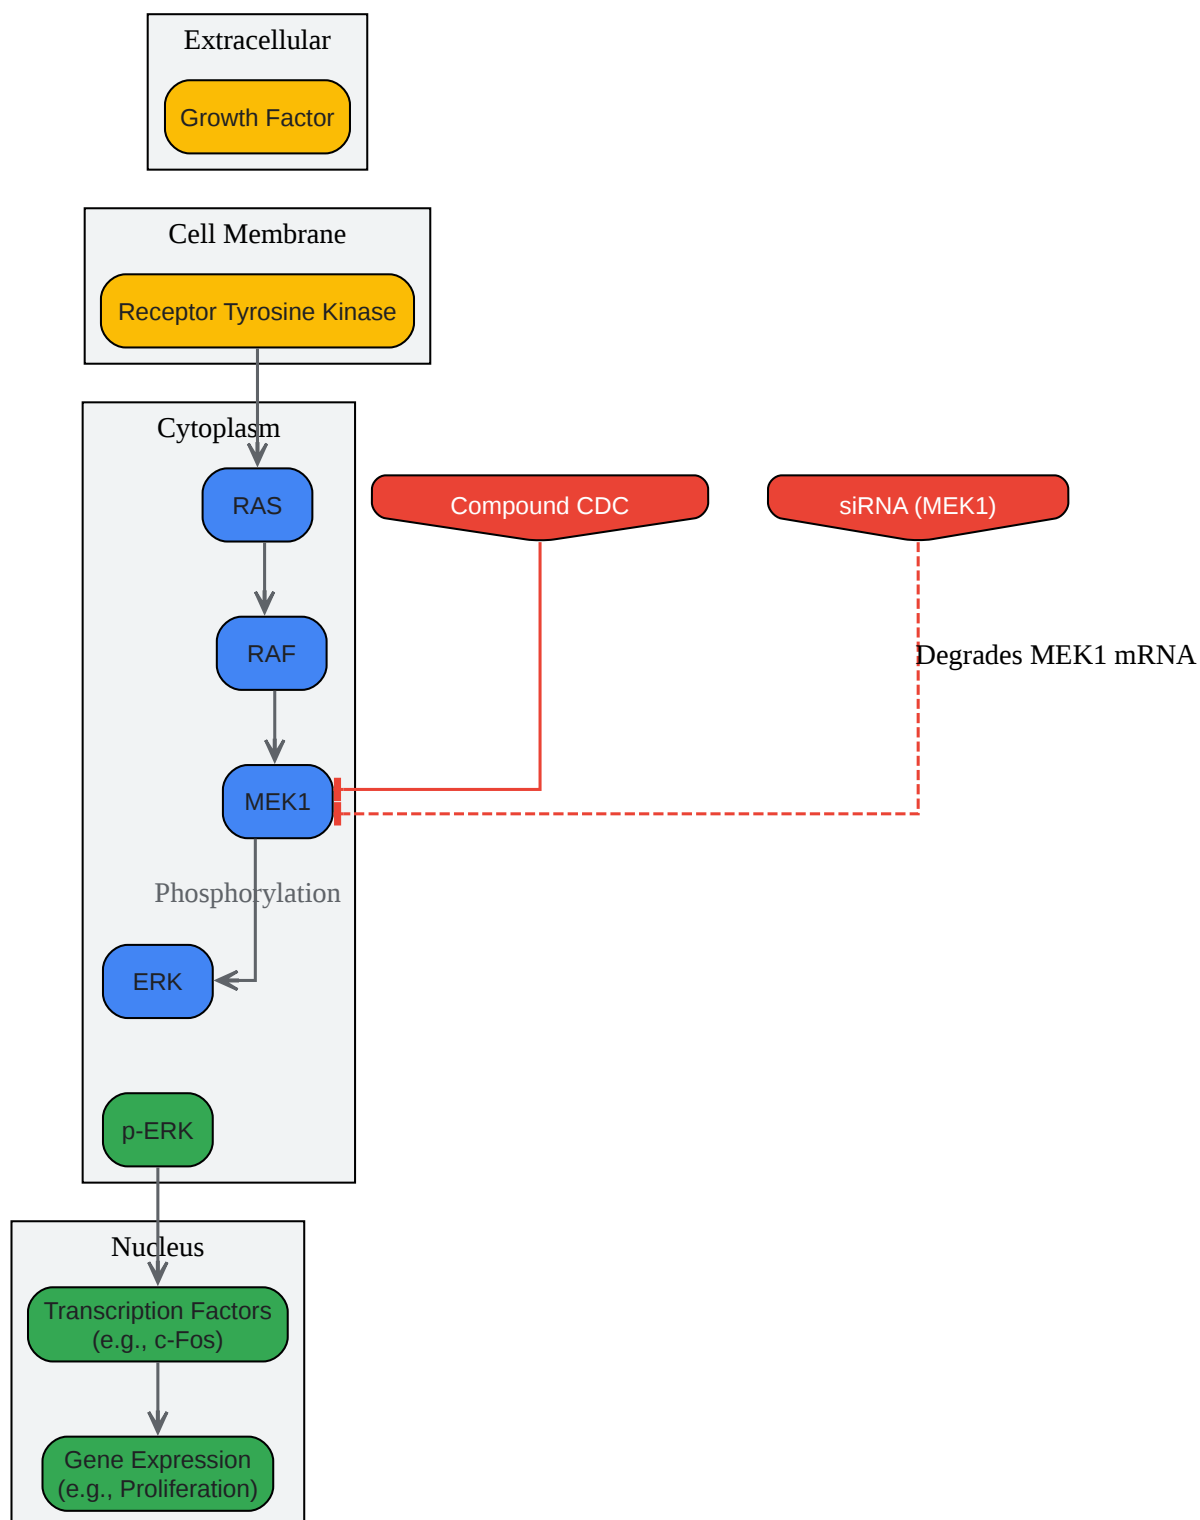 Extracellular
Growth Factor
Cell Membrane
Receptor Tyrosine Kinase
Cytoplasm
RAS
Compound CDC
siRNA (MEK1)
RAF
Degrades MEK1 mRNA
MEK1
Phosphorylation
ERK
p-ERK
Nucleus
Transcription Factors
(e.g., c-Fos)
Gene Expression
(e.g., Proliferation)